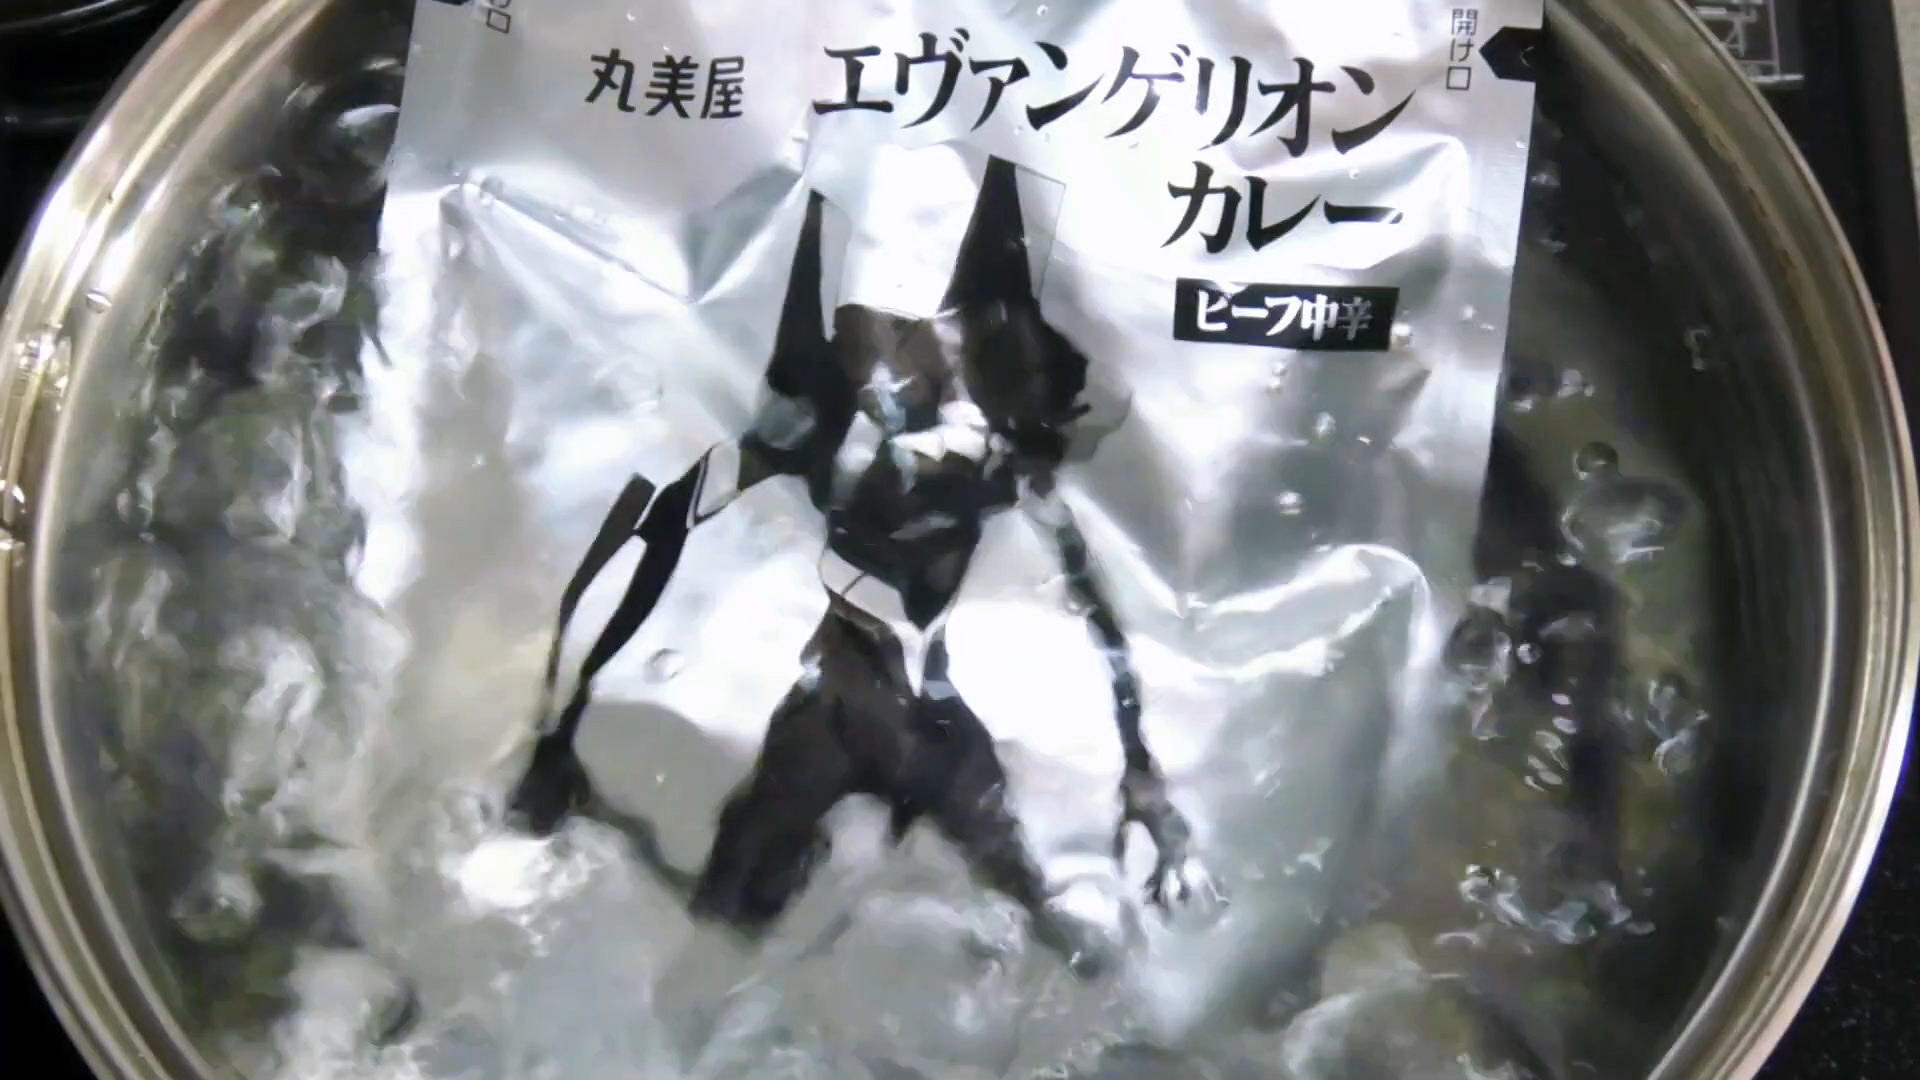 開け口
丸美屋
エヴァンゲリオン
カレー
ビーフ中辛